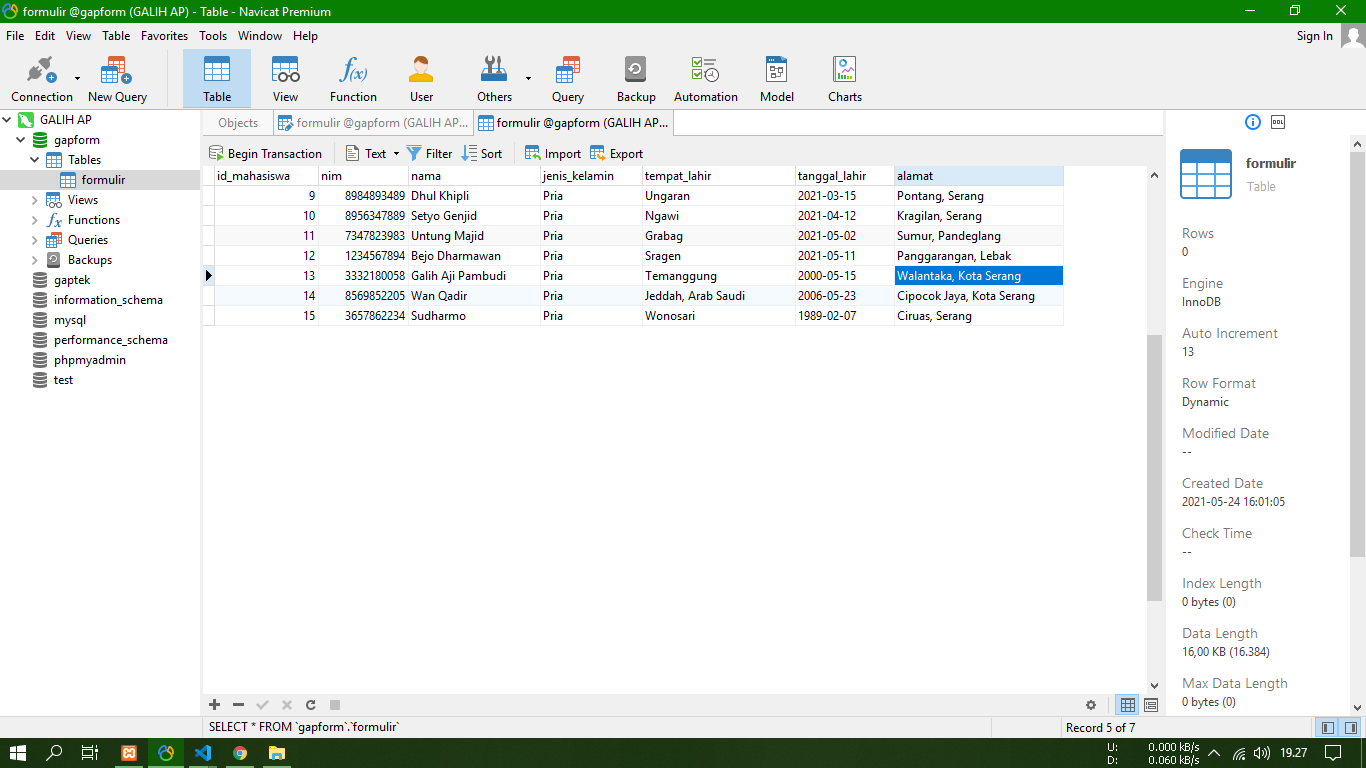 formulir @gapform (GALIH AP) - Table - Navicat Premium
File Edit View Table Favorites Tools Window Help Sign In
Connection New Query Table View f(x) Function User Others Query Backup Automation Model Charts
GALIH AP
gapform
Tables
formulir
Views
fx Functions
Queries
Backups
gaptek
information_schema
mysql
performance_schema
phpmyadmin
test
Objects formulir @gapform (GALIH AP... formulir @gapform (GALIH AP...
Begin Transaction Text Filter Sort Import Export
id_mahasiswa nim nama jenis_kelamin tempat_lahir tanggal_lahir alamat
9 8984893489 Dhul Khipli Pria Ungaran 2021-03-15 Pontang, Serang
10 8956347889 Setyo Genjid Pria Ngawi 2021-04-12 Kragilan, Serang
11 7347823983 Untung Majid Pria Grabag 2021-05-02 Sumur, Pandeglang
12 1234567894 Bejo Dharmawan Pria Sragen 2021-05-11 Panggarangan, Lebak
13 3332180058 Galih Aji Pambudi Pria Temanggung 2000-05-15 Walantaka, Kota Serang
14 8569852205 Wan Qadir Pria Jeddah, Arab Saudi 2006-05-23 Cipocok Jaya, Kota Serang
15 3657862234 Sudharmo Pria Wonosari 1989-02-07 Ciruas, Serang
DDL
formulir
Table
Rows
0
Engine
InnoDB
Auto Increment
13
Row Format
Dynamic
Modified Date
--
Created Date
2021-05-24 16:01:05
Check Time
--
Index Length
0 bytes (0)
Data Length
16,00 KB (16.384)
Max Data Length
0 bytes (0)
SELECT * FROM `gapform`.`formulir` Record 5 of 7
U: 0.000 kB/s
D: 0.060 kB/s
19.27